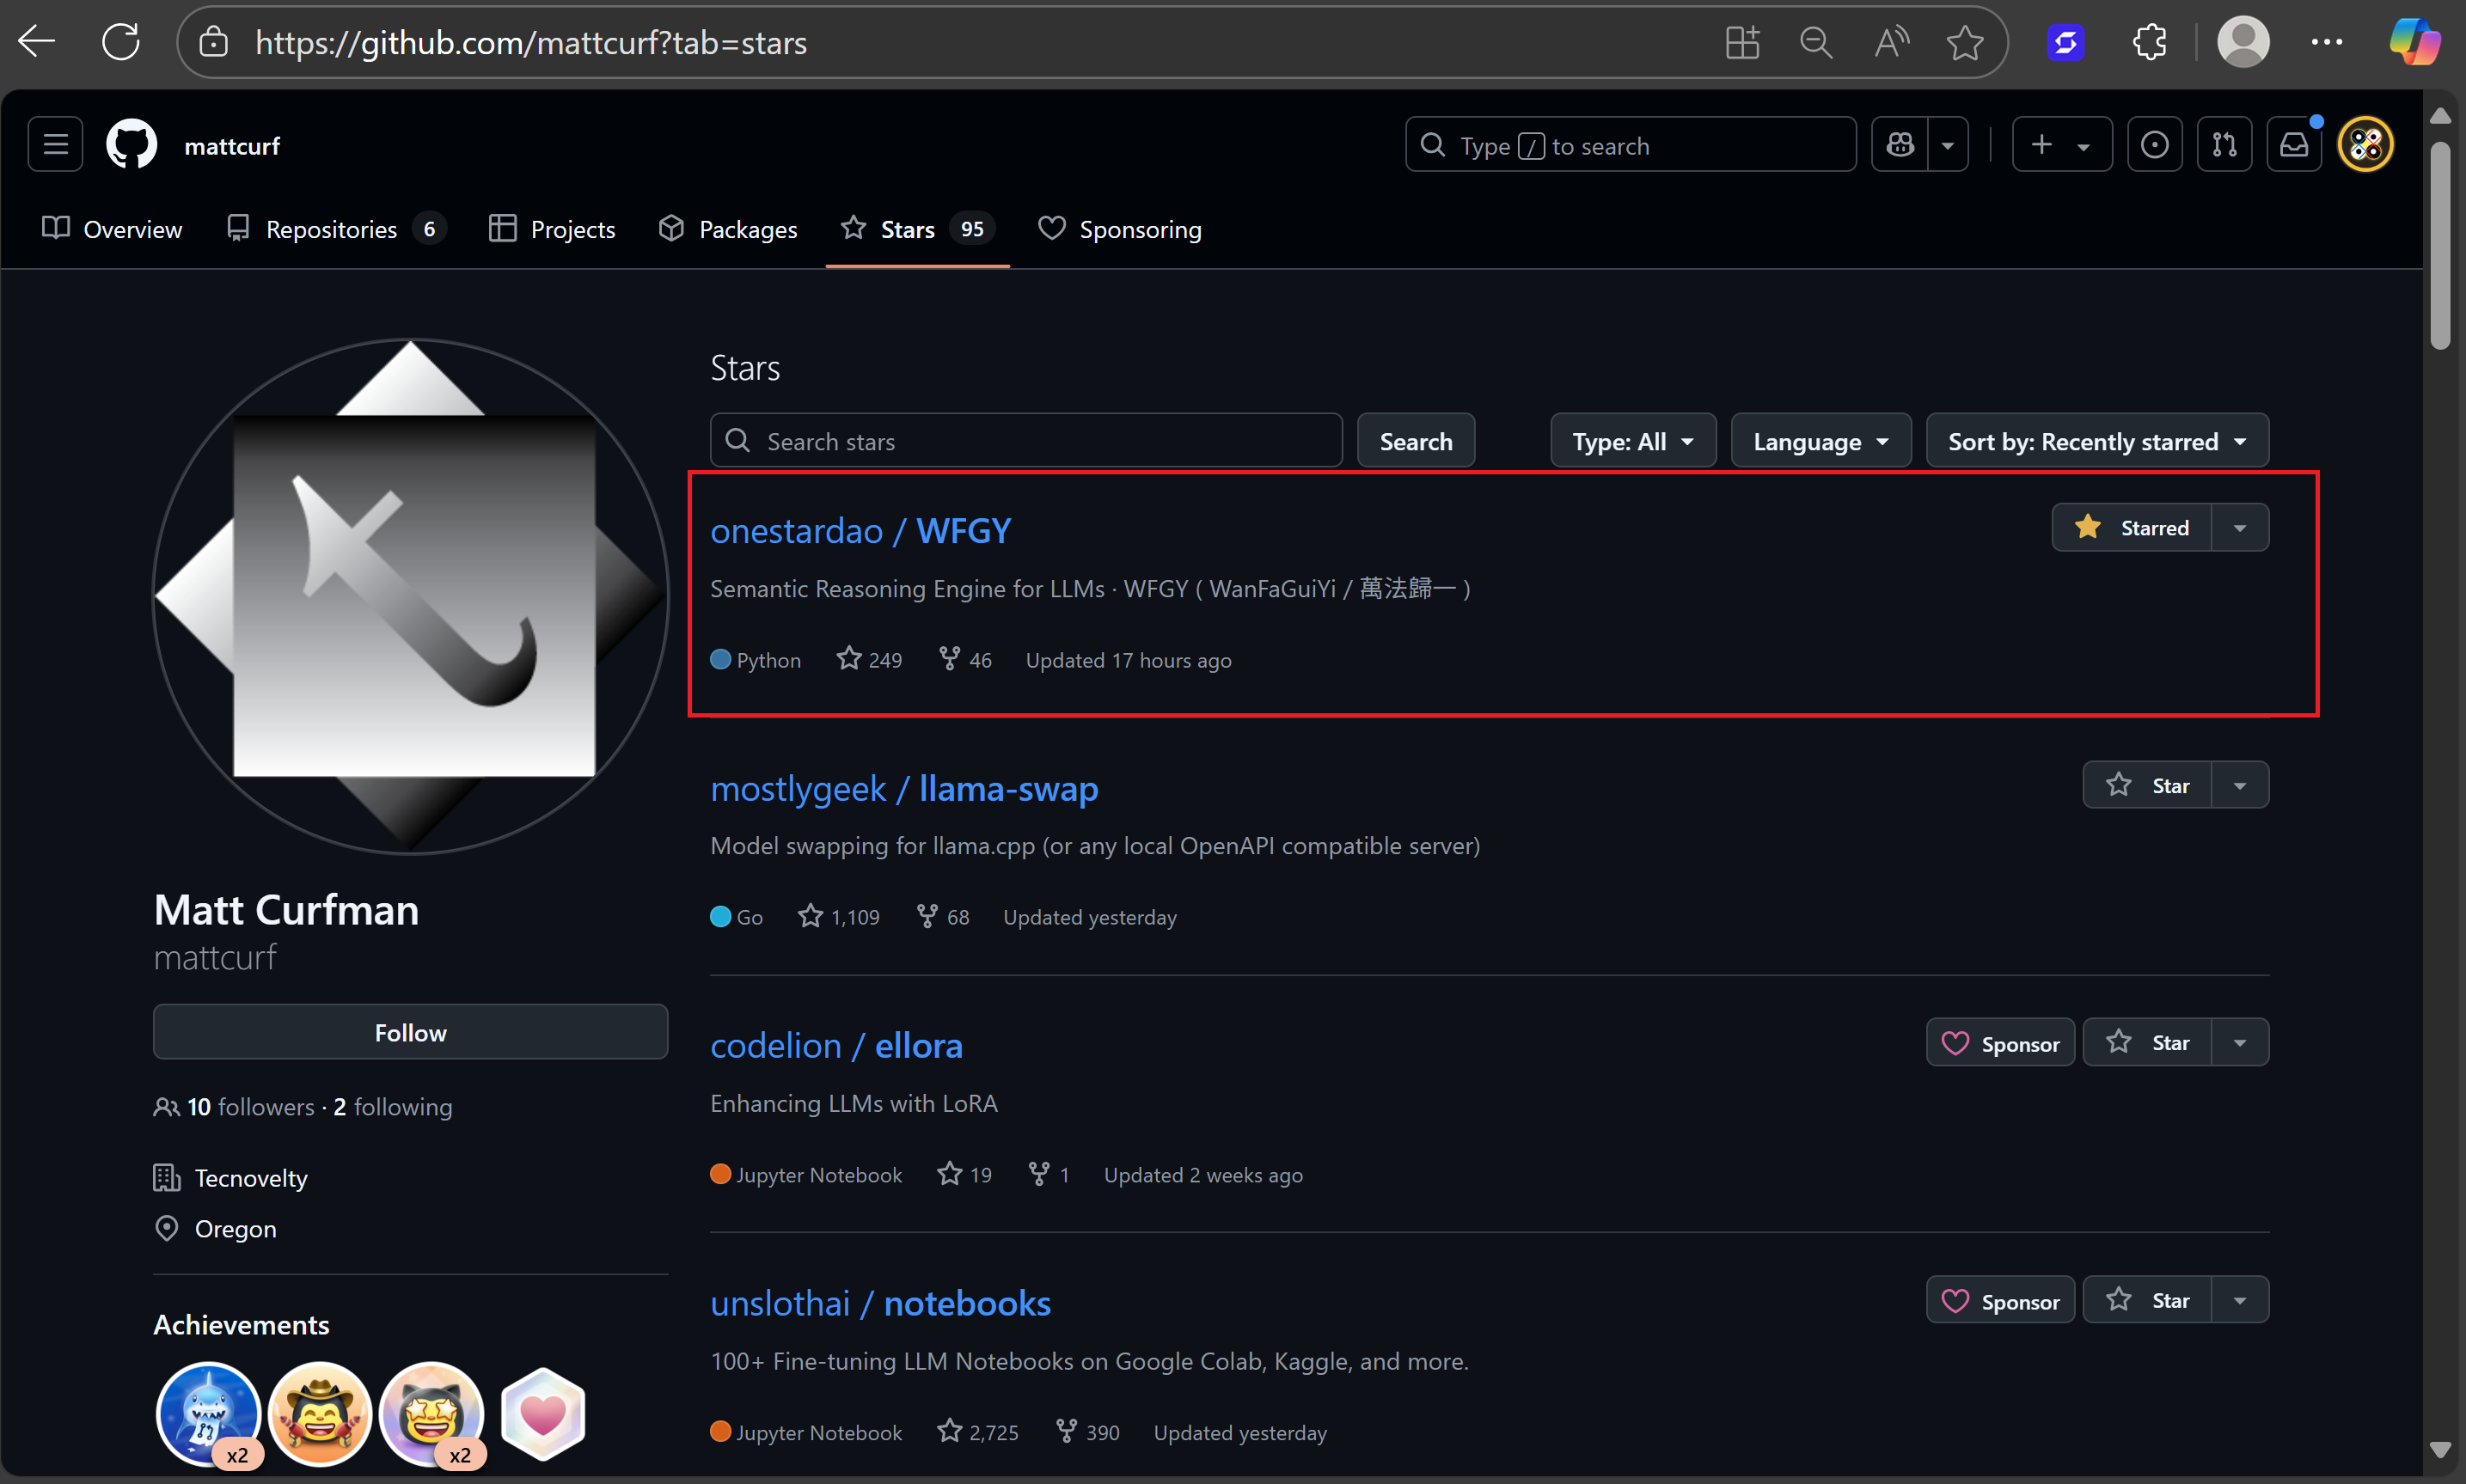 https://github.com/mattcurf?tab=stars
mattcurf
Type / to search
Overview
Repositories 6
Projects
Packages
Stars 95
Sponsoring
Stars
Search stars
Search
Type: All
Language
Sort by: Recently starred
onestardao / WFGY
Starred
Semantic Reasoning Engine for LLMs · WFGY ( WanFaGuiYi / 萬法歸一 )
Python 249 46 Updated 17 hours ago
mostlygeek / llama-swap
Star
Model swapping for llama.cpp (or any local OpenAPI compatible server)
Go 1,109 68 Updated yesterday
codelion / ellora
Sponsor
Star
Enhancing LLMs with LoRA
Jupyter Notebook 19 1 Updated 2 weeks ago
unslothai / notebooks
Sponsor
Star
100+ Fine-tuning LLM Notebooks on Google Colab, Kaggle, and more.
Jupyter Notebook 2,725 390 Updated yesterday
Matt Curfman
mattcurf
Follow
10 followers · 2 following
Tecnovelty
Oregon
Achievements
x2
x2